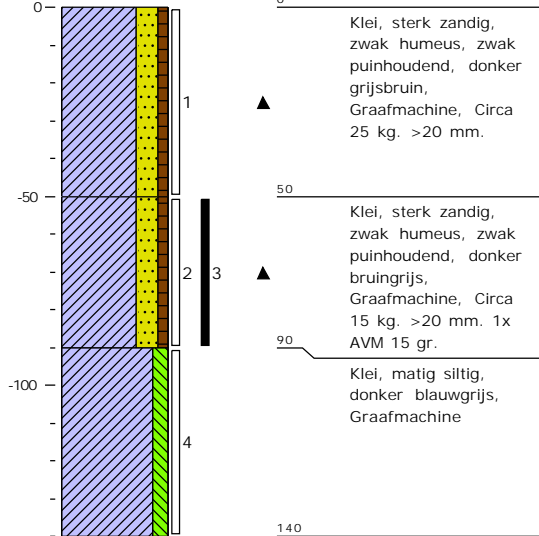 0
Klei, sterk zandig,
zwak humeus, zwak
puinhoudend, donker
grijsbruin,
Graafmachine, Circa
25 kg. >20 mm.
1
-50
50
Klei, sterk zandig,
zwak humeus, zwak
puinhoudend, donker
bruingrijs,
Graafmachine, Circa
15 kg. >20 mm. 1x
AVM 15 gr.
2
3
90
Klei, matig siltig,
donker blauwgrijs,
Graafmachine
-100
4
140